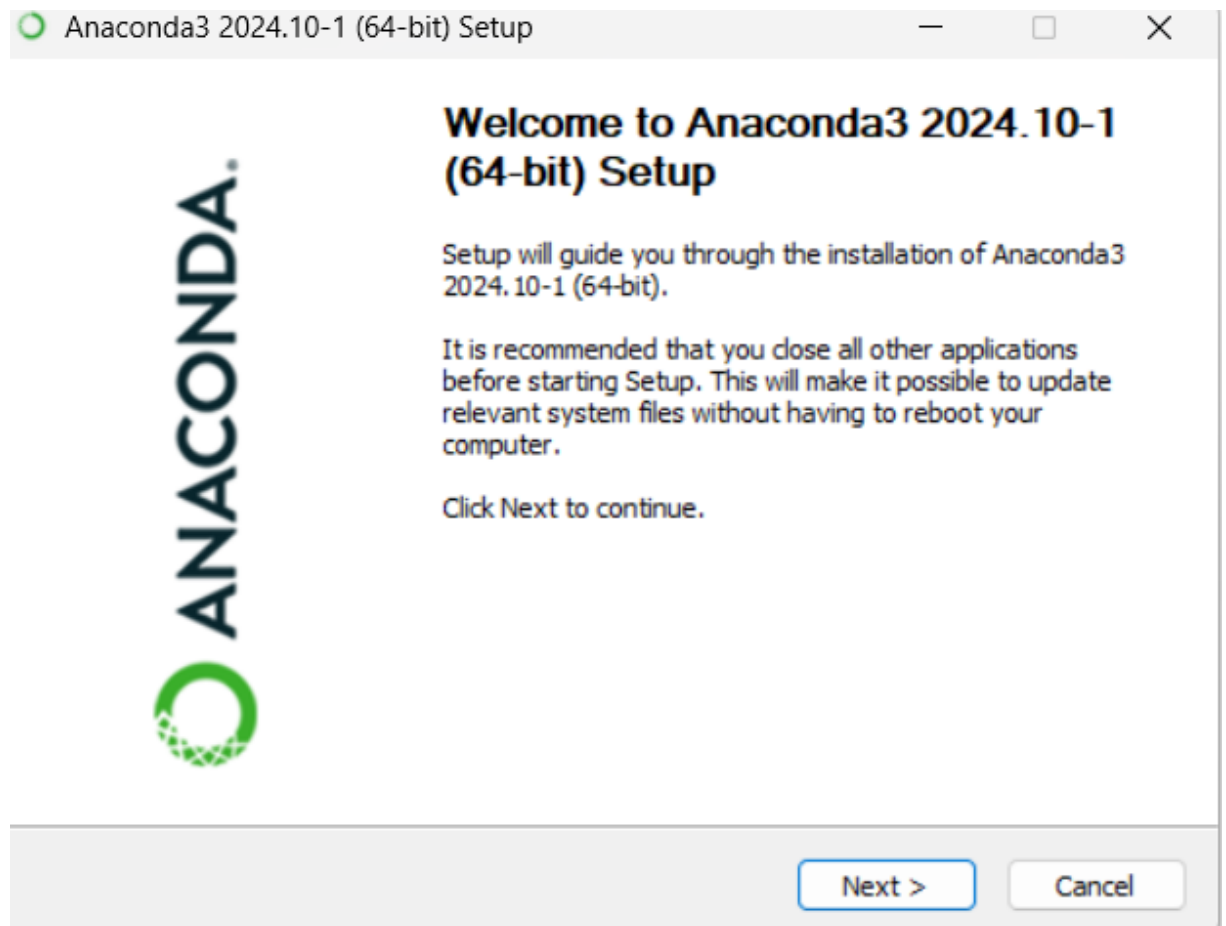 Anaconda3 2024.10-1 (64-bit) Setup
Welcome to Anaconda3 2024.10-1
(64-bit) Setup
Setup will guide you through the installation of Anaconda3
2024.10-1 (64-bit).
It is recommended that you close all other applications
before starting Setup. This will make it possible to update
relevant system files without having to reboot your
computer.
Click Next to continue.
ANACONDA.
Next >
Cancel